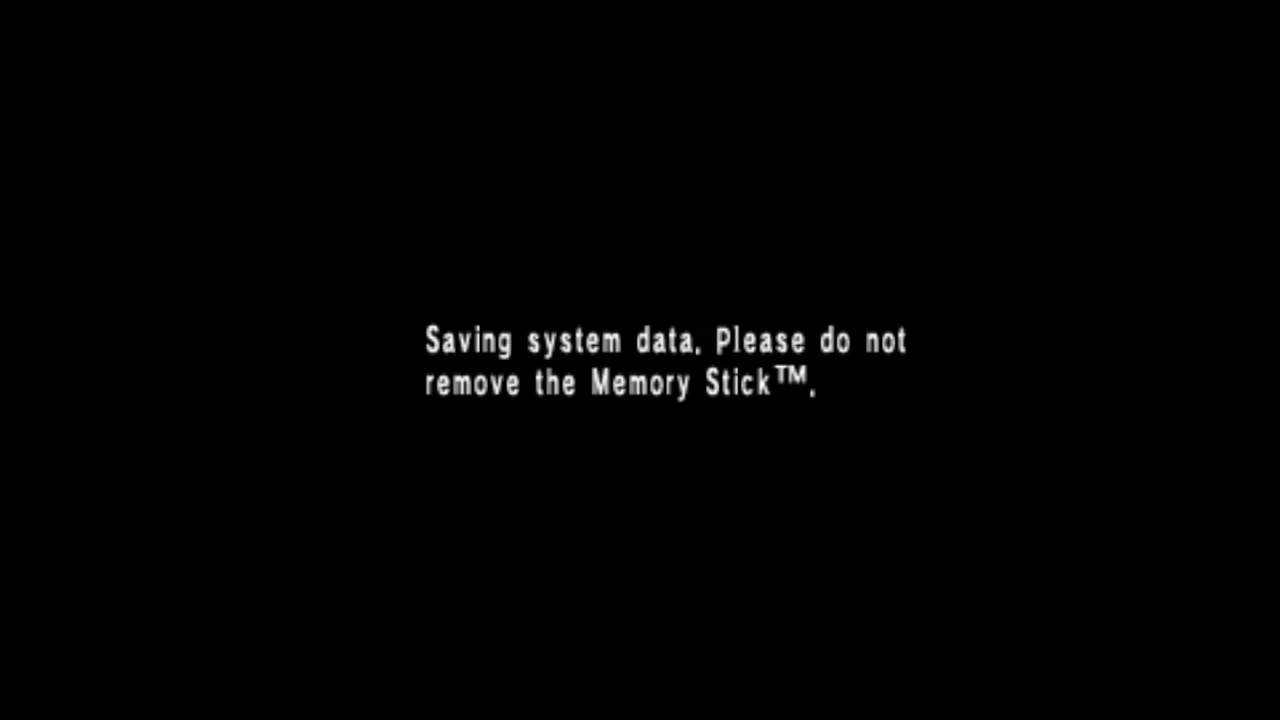 Saving system data. Please do not
remove the Memory Stick™.